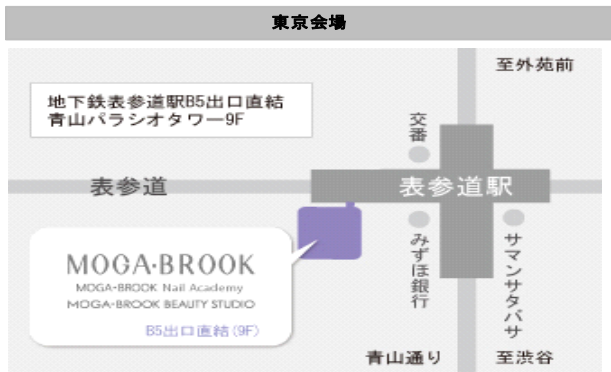 東京会場
至外苑前
地下鉄表参道駅B5出口直結
青山パラシオタワー9F
交番
表参道
表参道駅
みずほ銀行
サマンサタバサ
MOGA•BROOK
MOGA•BROOK Nail Academy
MOGA•BROOK BEAUTY STUDIO
B5出口直結(9F)
青山通り
至渋谷